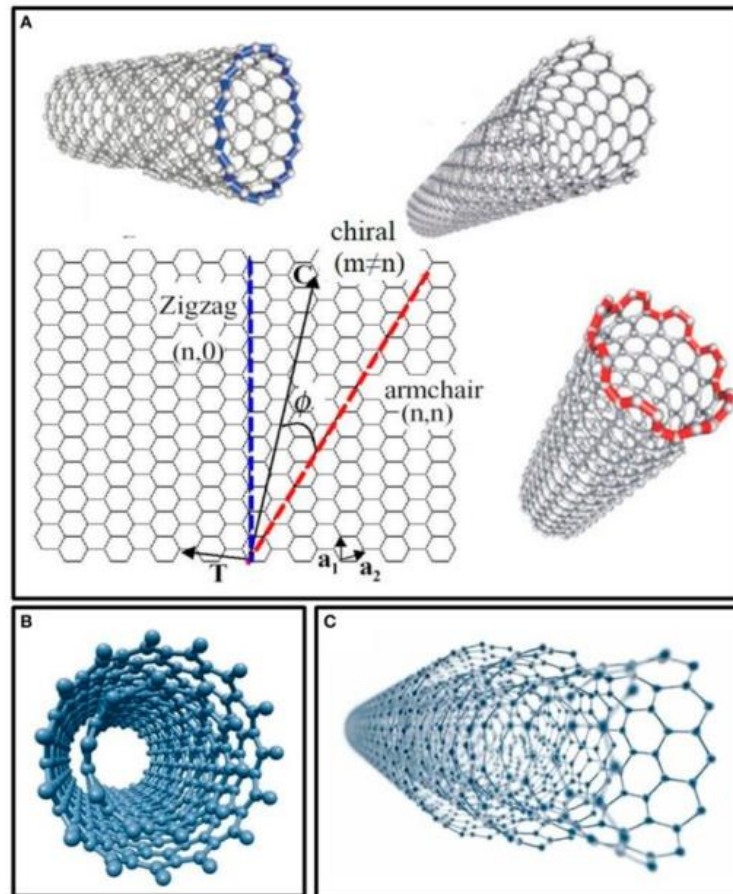 A
chiral
(m≠n)
C
Zigzag
(n,0)
armchair
(n,n)
ϕ
T
a₁
a₂
B
C